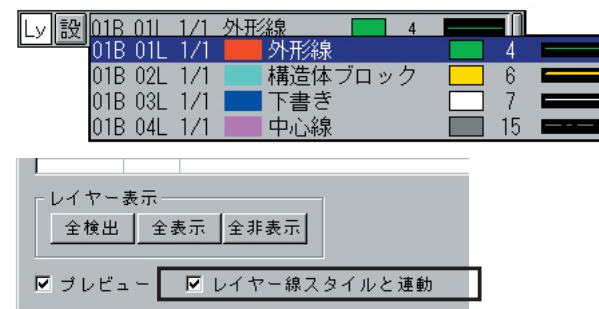 Ly 設 01B 01L 1/1 外形線 4
01B 01L 1/1 外形線 4
01B 02L 1/1 構造体ブロック 6
01B 03L 1/1 下書き 7
01B 04L 1/1 中心線 15
レイヤー表示
全検出 全表示 全非表示
プレビュー レイヤー線スタイルと連動